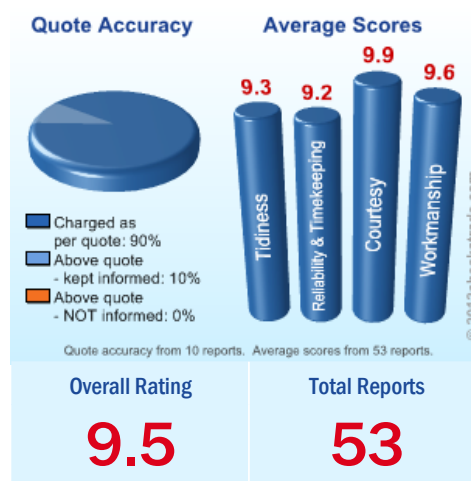 Quote Accuracy
Average Scores
9.3
9.2
9.9
9.6
Tidiness
Reliability & Timekeeping
Courtesy
Workmanship
Charged as
per quote: 90%
Above quote
- kept informed: 10%
Above quote
- NOT informed: 0%
Quote accuracy from 10 reports. Average scores from 53 reports.
Overall Rating
Total Reports
9.5
53